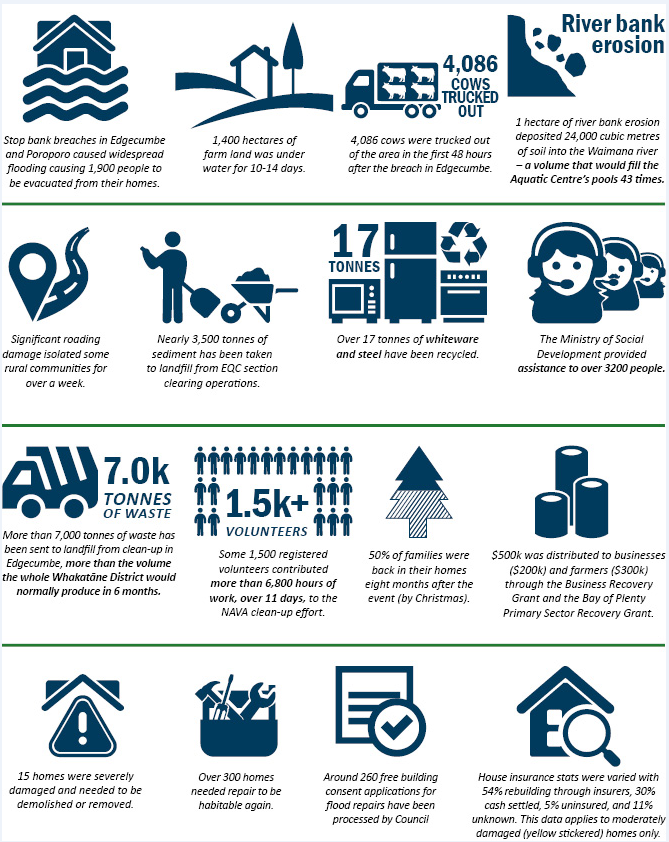 Stop bank breaches in Edgecumbe
and Poroporo caused widespread
flooding causing 1,900 people to
be evacuated from their homes.
1,400 hectares of
farm land was under
water for 10-14 days.
4,086
COWS
TRUCKED
OUT
4,086 cows were trucked out
of the area in the first 48 hours
after the breach in Edgecumbe.
River bank
erosion
1 hectare of river bank erosion
deposited 24,000 cubic metres
of soil into the Waimana river
– a volume that would fill the
Aquatic Centre's pools 43 times.
Significant roading
damage isolated some
rural communities for
over a week.
Nearly 3,500 tonnes of
sediment has been taken
to landfill from EQC section
clearing operations.
17
TONNES
Over 17 tonnes of whiteware
and steel have been recycled.
The Ministry of Social
Development provided
assistance to over 3200 people.
7.0k
TONNES
OF WASTE
More than 7,000 tonnes of waste has
been sent to landfill from clean-up in
Edgecumbe, more than the volume
the whole Whakatāne District would
normally produce in 6 months.
1.5k+
VOLUNTEERS
Some 1,500 registered
volunteers contributed
more than 6,800 hours of
work, over 11 days, to the
NAVA clean-up effort.
50% of families were
back in their homes
eight months after the
event (by Christmas).
$500k was distributed to businesses
($200k) and farmers ($300k)
through the Business Recovery
Grant and the Bay of Plenty
Primary Sector Recovery Grant.
15 homes were severely
damaged and needed to be
demolished or removed.
Over 300 homes
needed repair to be
habitable again.
Around 260 free building
consent applications for
flood repairs have been
processed by Council
House insurance stats were varied with
54% rebuilding through insurers, 30%
cash settled, 5% uninsured, and 11%
unknown. This data applies to moderately
damaged (yellow stickered) homes only.